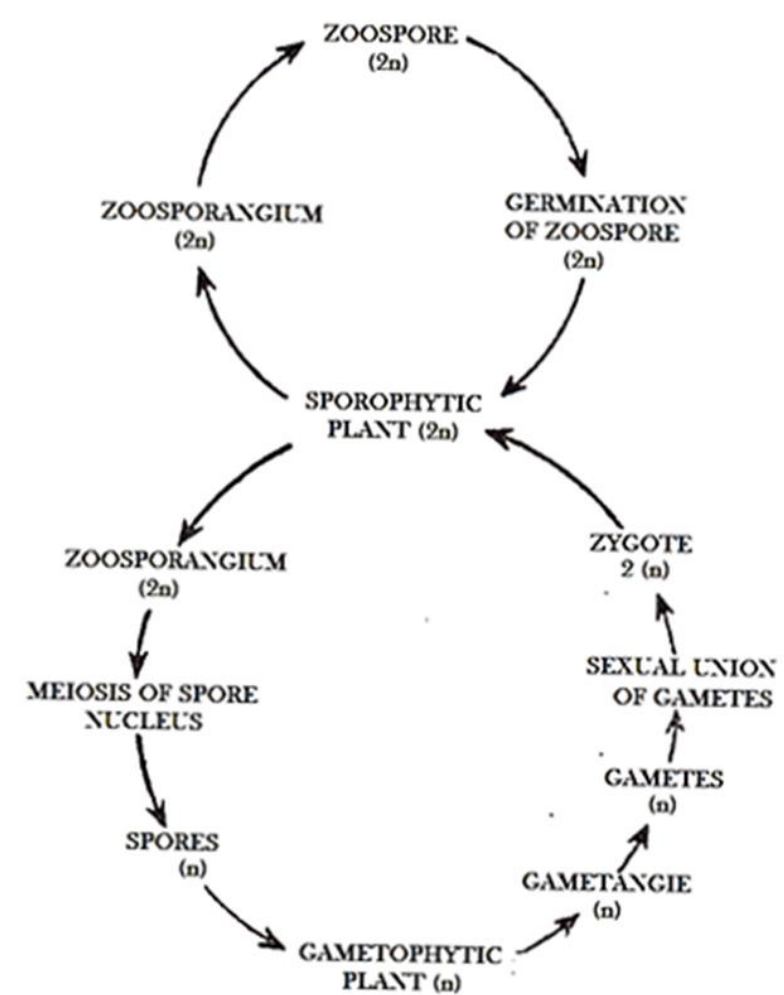 ZOOSPORE
(2n)
GERMINATION
OF ZOOSPORE
(2n)
ZOOSPORANGIUM
(2n)
SPOROPHYTIC
PLANT (2n)
ZOOSPORANGIUM
(2n)
MEIOSIS OF SPORE
NUCLEUS
SPORES
(n)
GAMETOPHYTIC
PLANT (n)
GAMETANGIE
(n)
GAMETES
(n)
SEXUAL UNION
OF GAMETES
ZYGOTE
2 (n)